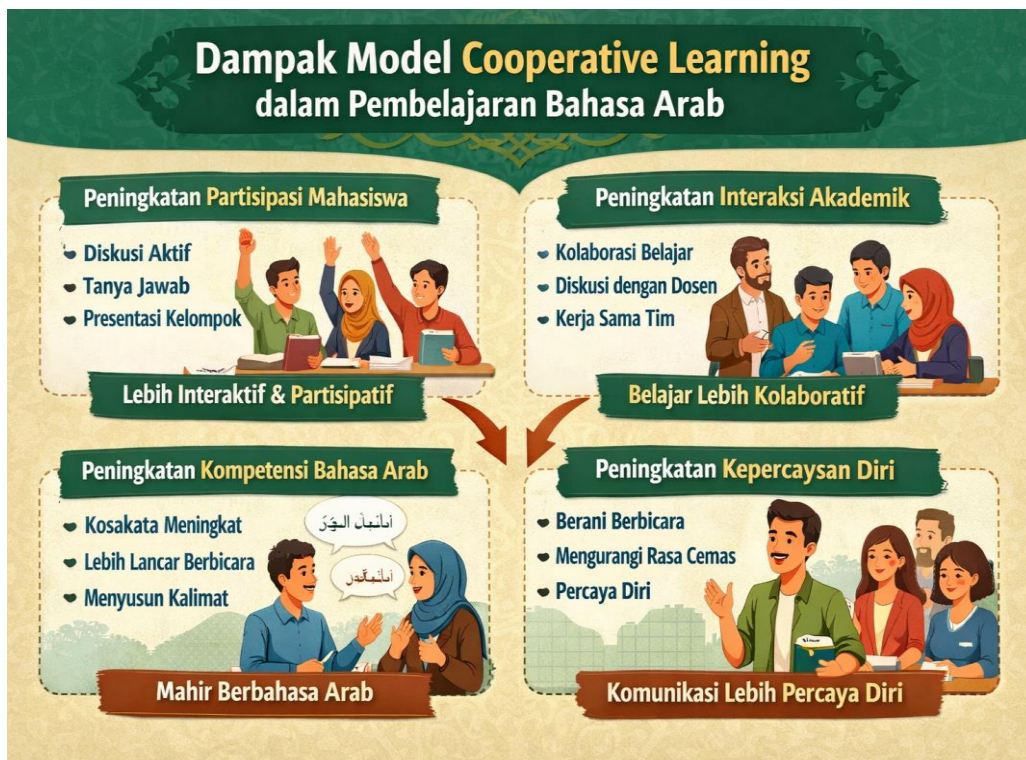 Dampak Model Cooperative Learning
dalam Pembelajaran Bahasa Arab
Peningkatan Partisipasi Mahasiswa
Diskusi Aktif
Tanya Jawab
Presentasi Kelompok
Lebih Interaktif & Partisipatif
Peningkatan Interaksi Akademik
Kolaborasi Belajar
Diskusi dengan Dosen
Kerja Sama Tim
Belajar Lebih Kolaboratif
Peningkatan Kompetensi Bahasa Arab
Kosakata Meningkat
Lebih Lancar Berbicara
Menyusun Kalimat
Mahir Berbahasa Arab
Peningkatan Kepercaysan Diri
Berani Berbicara
Mengurangi Rasa Cemas
Percaya Diri
Komunikasi Lebih Percaya Diri